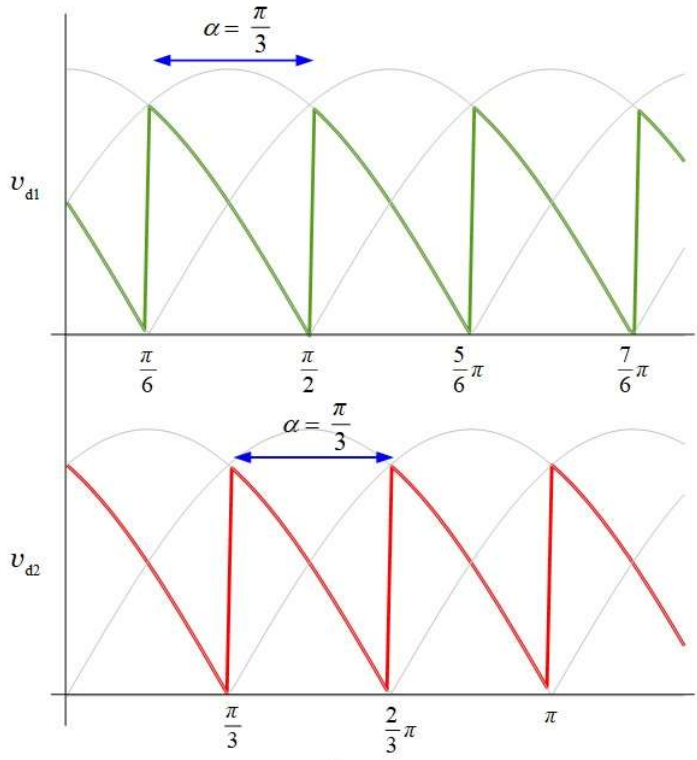 α = π/3
v_d1
π/6 π/2 5/6 π 7/6 π
α = π/3
v_d2
π/3 2/3 π π